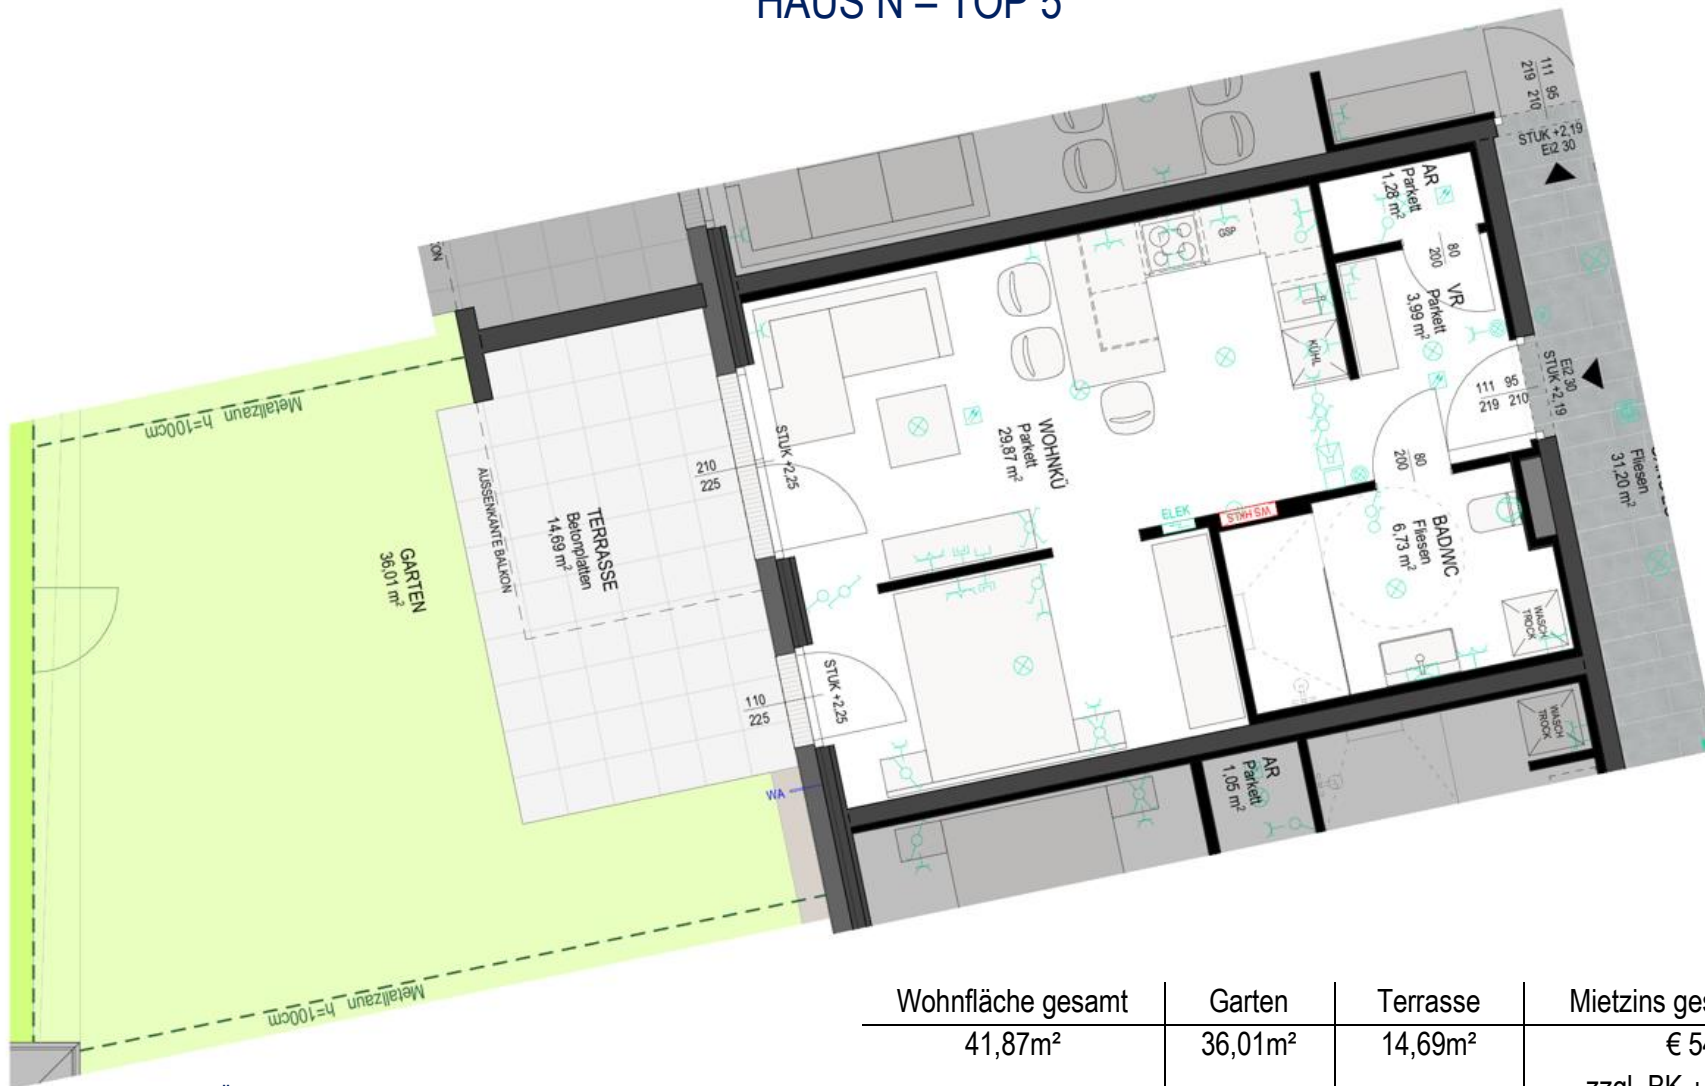 HAUS N – TOP 5
111 95
219 210
STUK +2,19
EI2 30
AR
Parkett
1,28 m²
80
200
VR
Parkett
3,99 m²
GSP
KÜHL
EI2 30
STUK +2,19
111 95
219 210
Fliesen
31,20 m²
80
200
BAD/WC
Fliesen
6,73 m²
WASCH
TROCK
WOHNKÜ
Parkett
29,87 m²
ELEK
WS HKLS
STUK +2,25
210
225
STUK +2,25
110
225
WA
TERRASSE
Betonplatten
14,69 m²
AUSSENKANTE BALKON
GARTEN
36,01 m²
Metallzaun h=100cm
Metallzaun h=100cm
AR
Parkett
1,05 m²
WASCH
TROCK
Wohnfläche gesamt Garten Terrasse
41,87m² 36,01m² 14,69m²
Mietzins
zzgl. BK